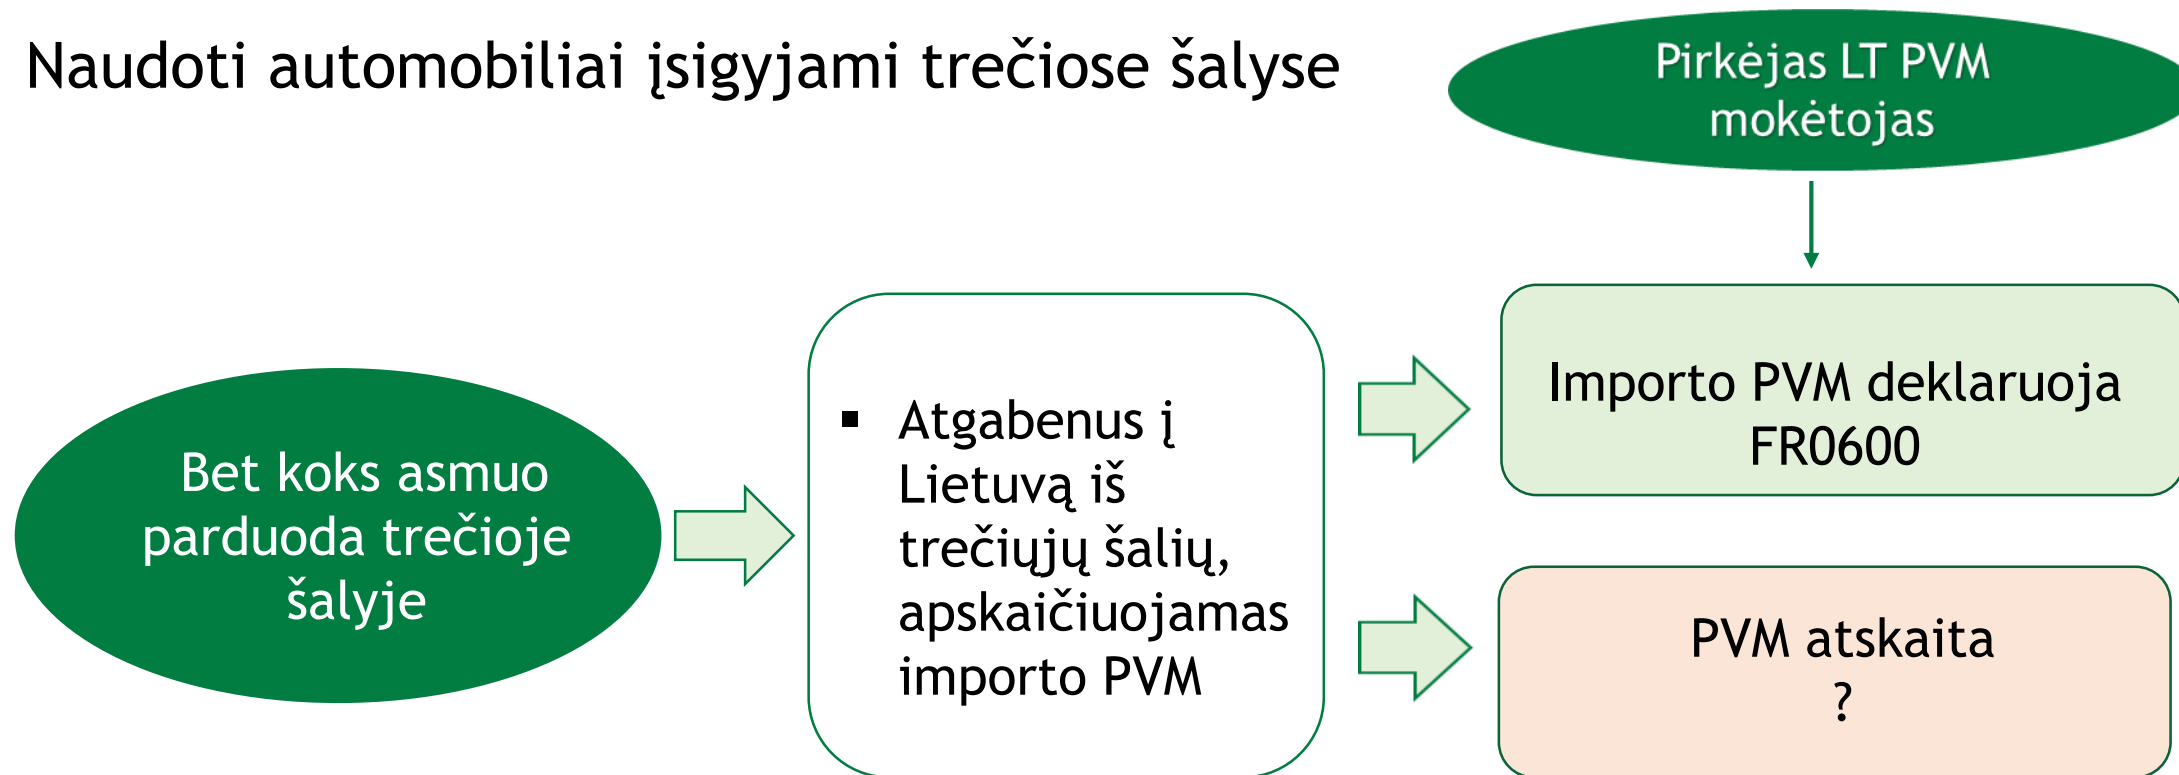 Naudoti automobiliai įsigyjami trečiose šalyse
Pirkėjas LT PVM
mokėtojas
Bet koks asmuo
parduoda trečioje
šalyje
▪ Atgabenus į
Lietuvą iš
trečiųjų šalių,
apskaičiuojamas
importo PVM
Importo PVM deklaruoja
FR0600
PVM atskaita
?